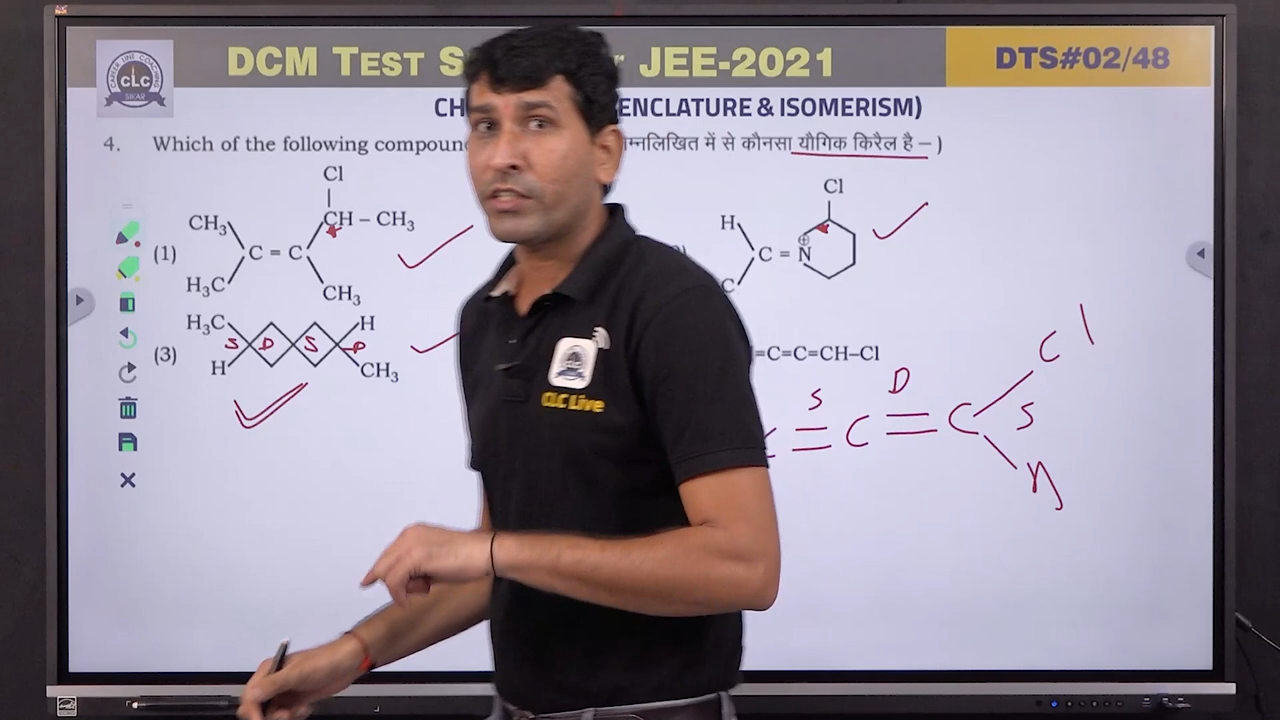 DCM TEST S JEE-2021
DTS#02/48
CLC
SIKAR
CH ENCLATURE & ISOMERISM)
4. Which of the following compoun म्नलिखित में से कौनसा यौगिक किरैल है – )
Cl
CH – CH₃
CH₃
(1) C = C
H₃C CH₃
Cl
H
C = N
⊕
C
(3) H₃C H
H CH₃
S D S D
=C=C=CH–Cl
C = C = C
S D S
Cl
H
CLC Live